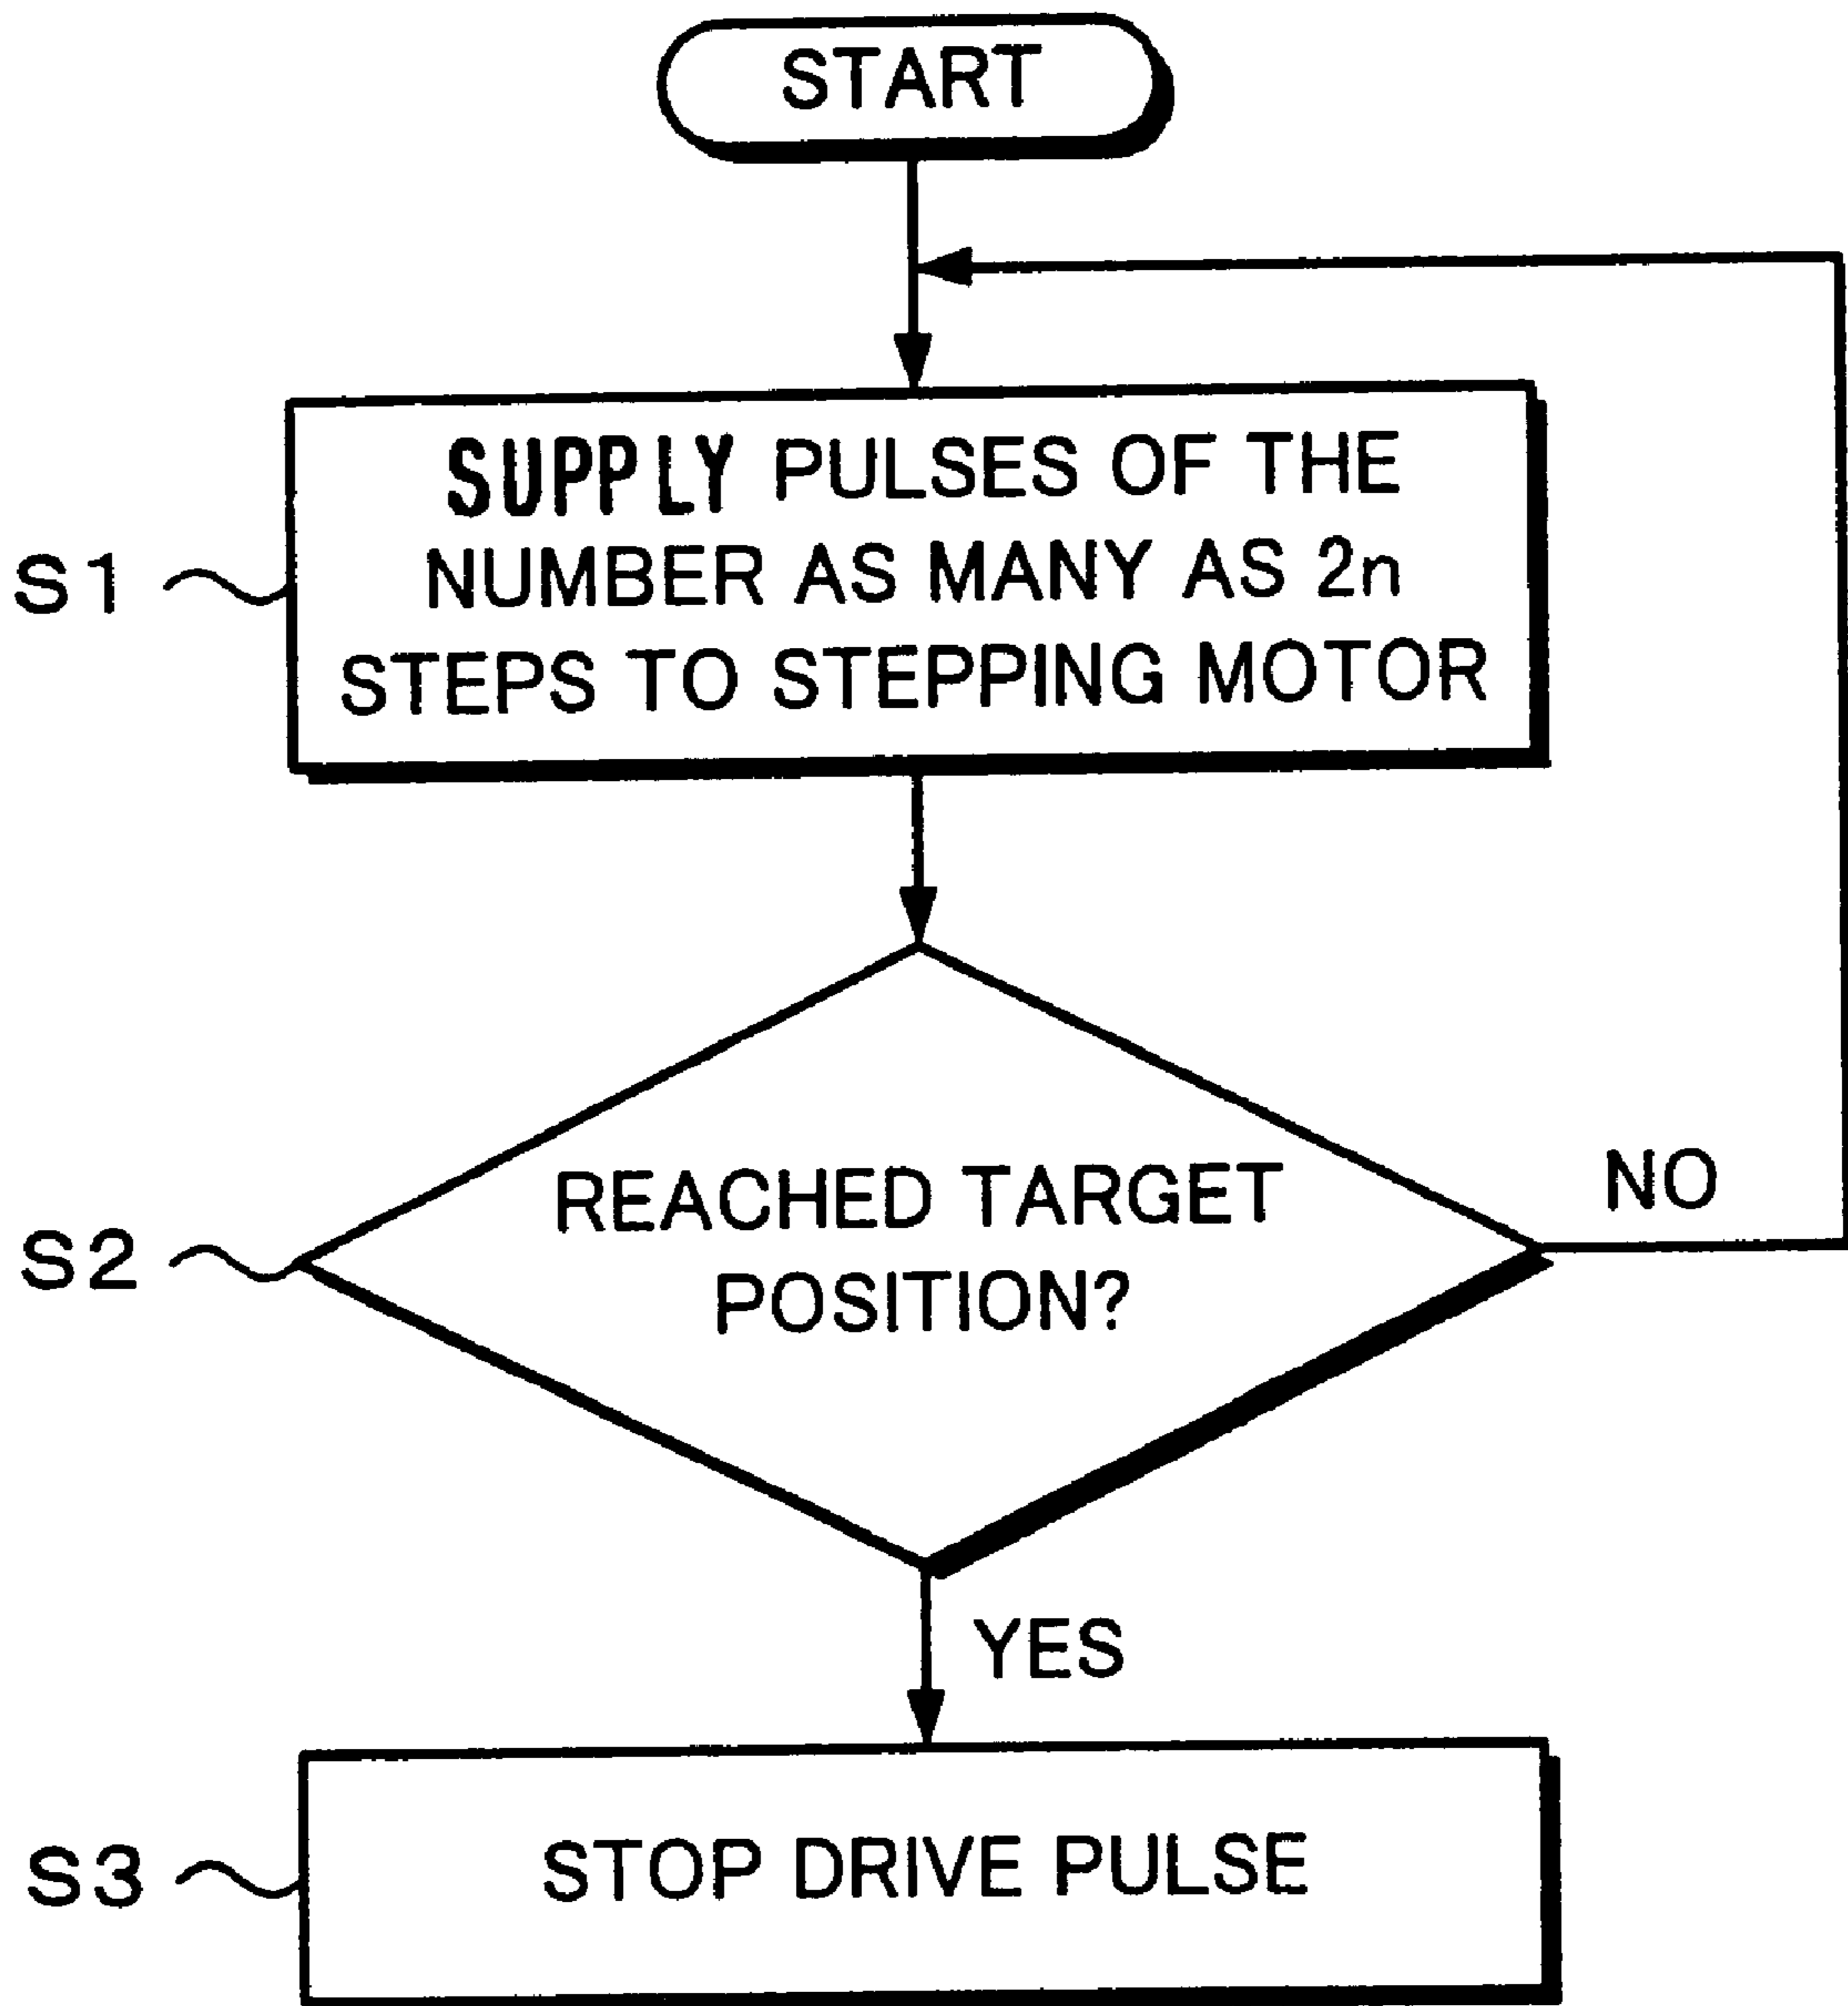 START
SUPPLY PULSES OF THE
NUMBER AS MANY AS 2n
STEPS TO STEPPING MOTOR
S1
REACHED TARGET
POSITION?
S2
NO
YES
STOP DRIVE PULSE
S3